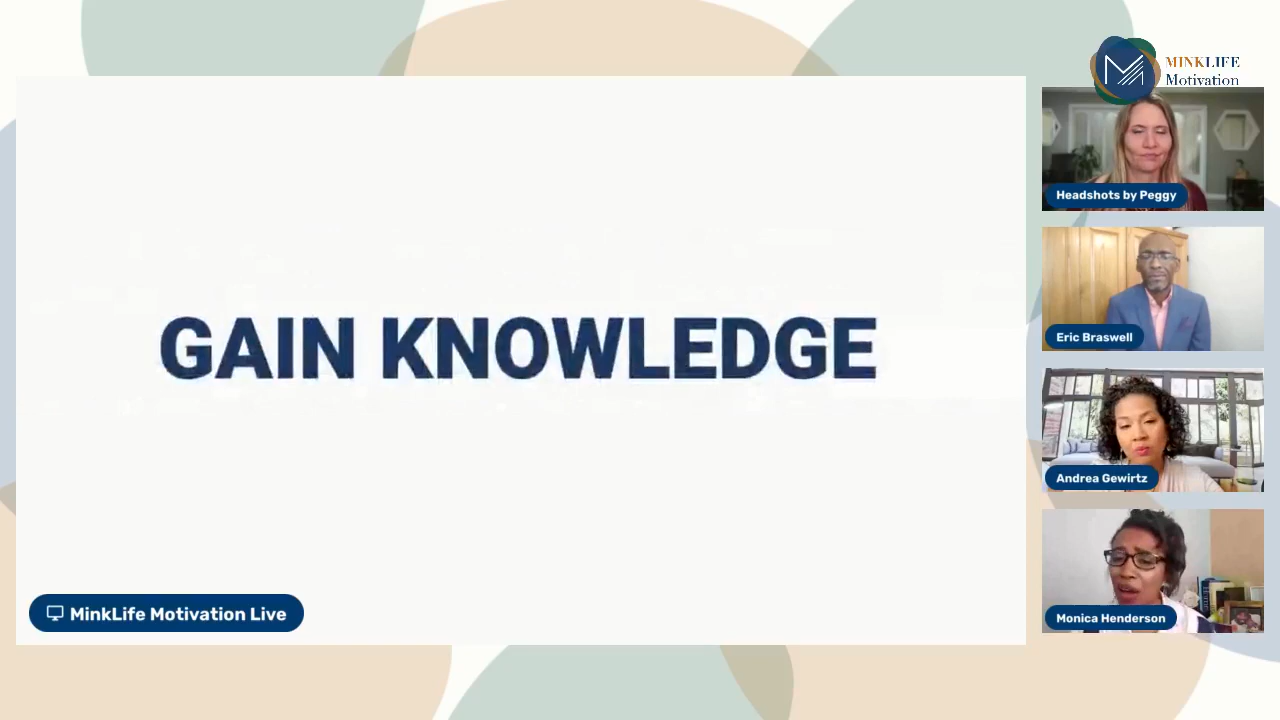 MINKLIFE
Motivation
Headshots by Peggy
Eric Braswell
GAIN KNOWLEDGE
Andrea Gewirtz
MinkLife Motivation Live
Monica Henderson